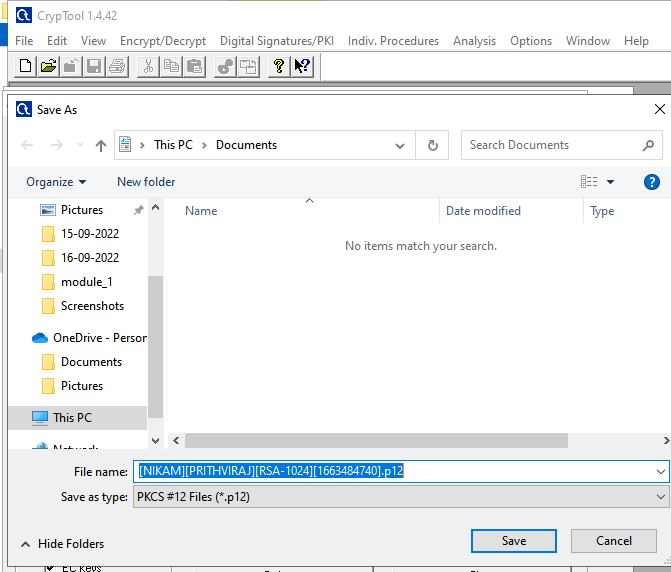 CrypTool 1.4.42
File Edit View Encrypt/Decrypt Digital Signatures/PKI Indiv. Procedures Analysis Options Window Help
Save As
This PC > Documents
Search Documents
Organize New folder
Name Date modified Type
No items match your search.
Pictures
15-09-2022
16-09-2022
module_1
Screenshots
OneDrive - Person
Documents
Pictures
This PC
Network
File name: [NIKAM][PRITHVIRAJ][RSA-1024][1663484740].p12
Save as type: PKCS #12 Files (*.p12)
Hide Folders
Save Cancel
EC keys